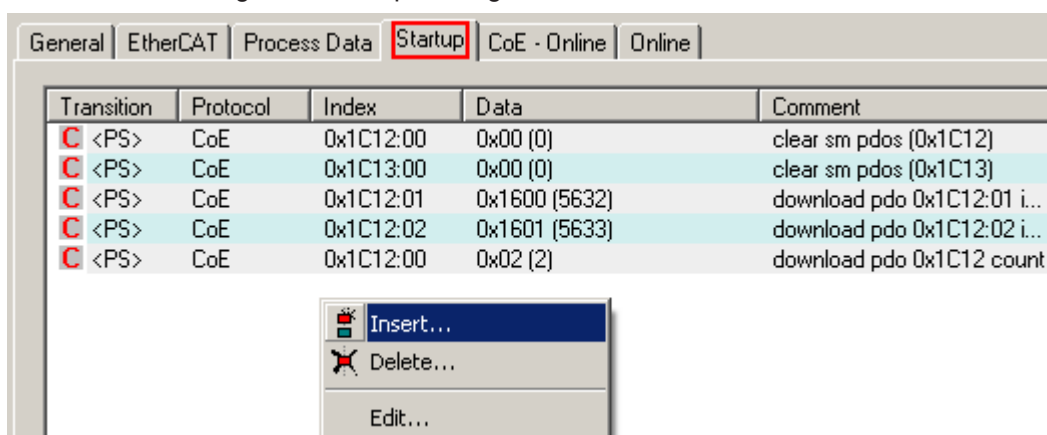 General EtherCAT Process Data Startup CoE - Online Online
Transition Protocol Index Data Comment
C <PS> CoE 0x1C12:00 0x00 (0) clear sm pdos (0x1C12)
C <PS> CoE 0x1C13:00 0x00 (0) clear sm pdos (0x1C13)
C <PS> CoE 0x1C12:01 0x1600 (5632) download pdo 0x1C12:01 i...
C <PS> CoE 0x1C12:02 0x1601 (5633) download pdo 0x1C12:02 i...
C <PS> CoE 0x1C12:00 0x02 (2) download pdo 0x1C12 count
Insert...
Delete...
Edit...